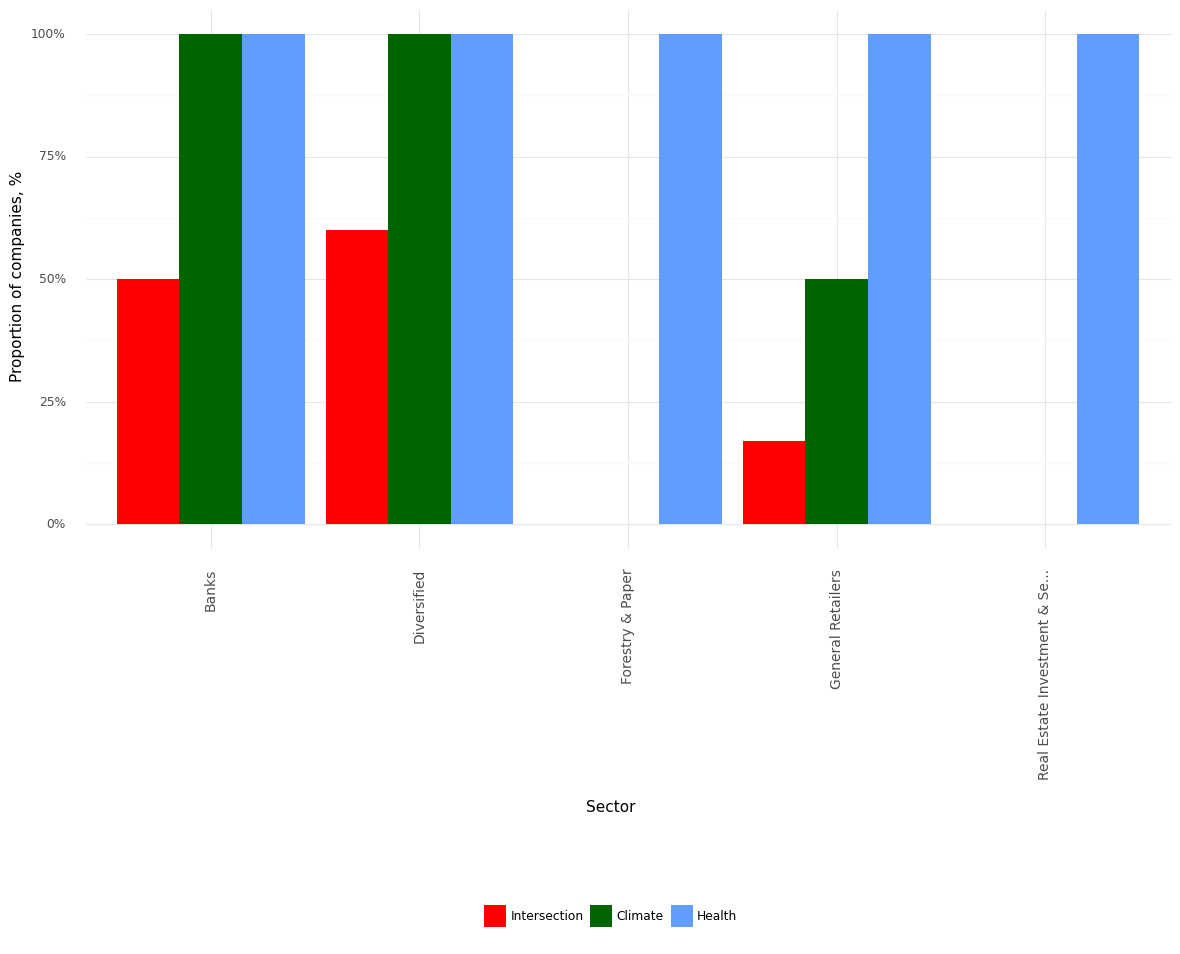 100%
75%
50%
25%
0%
Proportion of companies, %
Banks
Diversified
Forestry & Paper
General Retailers
Real Estate Investment & Se...
Sector
Intersection
Climate
Health